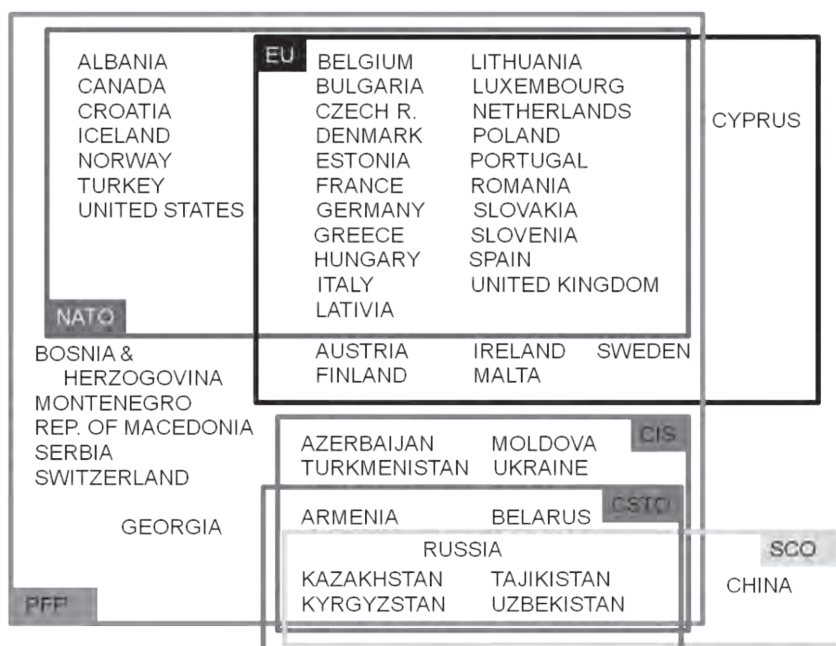 EU
ALBANIA
CANADA
CROATIA
ICELAND
NORWAY
TURKEY
UNITED STATES
BELGIUM
BULGARIA
CZECH R.
DENMARK
ESTONIA
FRANCE
GERMANY
GREECE
HUNGARY
ITALY
LATIVIA
LITHUANIA
LUXEMBOURG
NETHERLANDS
POLAND
PORTUGAL
ROMANIA
SLOVAKIA
SLOVENIA
SPAIN
UNITED KINGDOM
CYPRUS
NATO
BOSNIA &
HERZOGOVINA
MONTENEGRO
REP. OF MACEDONIA
SERBIA
SWITZERLAND
GEORGIA
AUSTRIA
FINLAND
IRELAND
MALTA
SWEDEN
CIS
AZERBAIJAN
TURKMENISTAN
MOLDOVA
UKRAINE
CSTO
ARMENIA
BELARUS
RUSSIA
SCO
KAZAKHSTAN
KYRGYZSTAN
TAJIKISTAN
UZBEKISTAN
CHINA
PFP